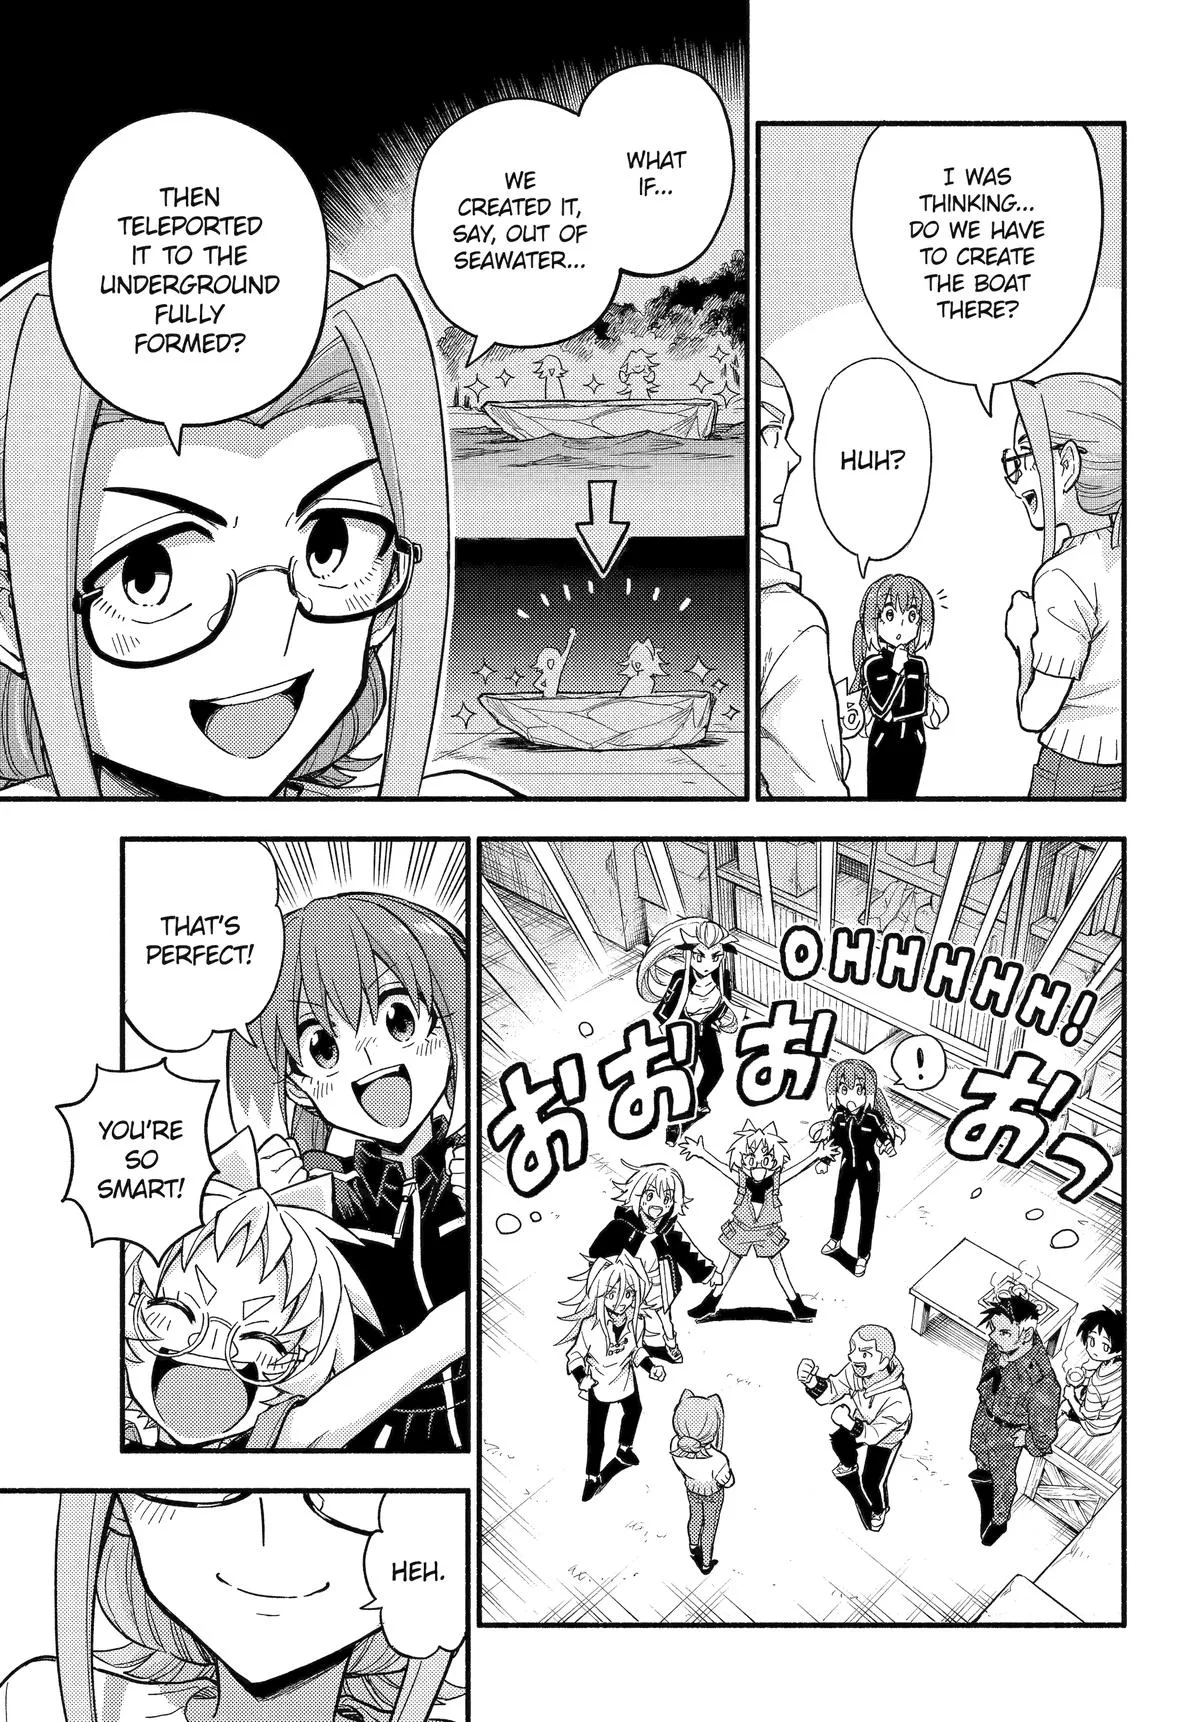 I WAS
THINKING...
DO WE HAVE
TO CREATE
THE BOAT
THERE?
HUH?
WHAT
IF...
WE
CREATED IT,
SAY, OUT OF
SEAWATER...
THEN
TELEPORTED
IT TO THE
UNDERGROUND
FULLY
FORMED?
OHHHHHH!
おおおおっ
!
THAT'S
PERFECT!
YOU'RE
SO
SMART!
HEH.